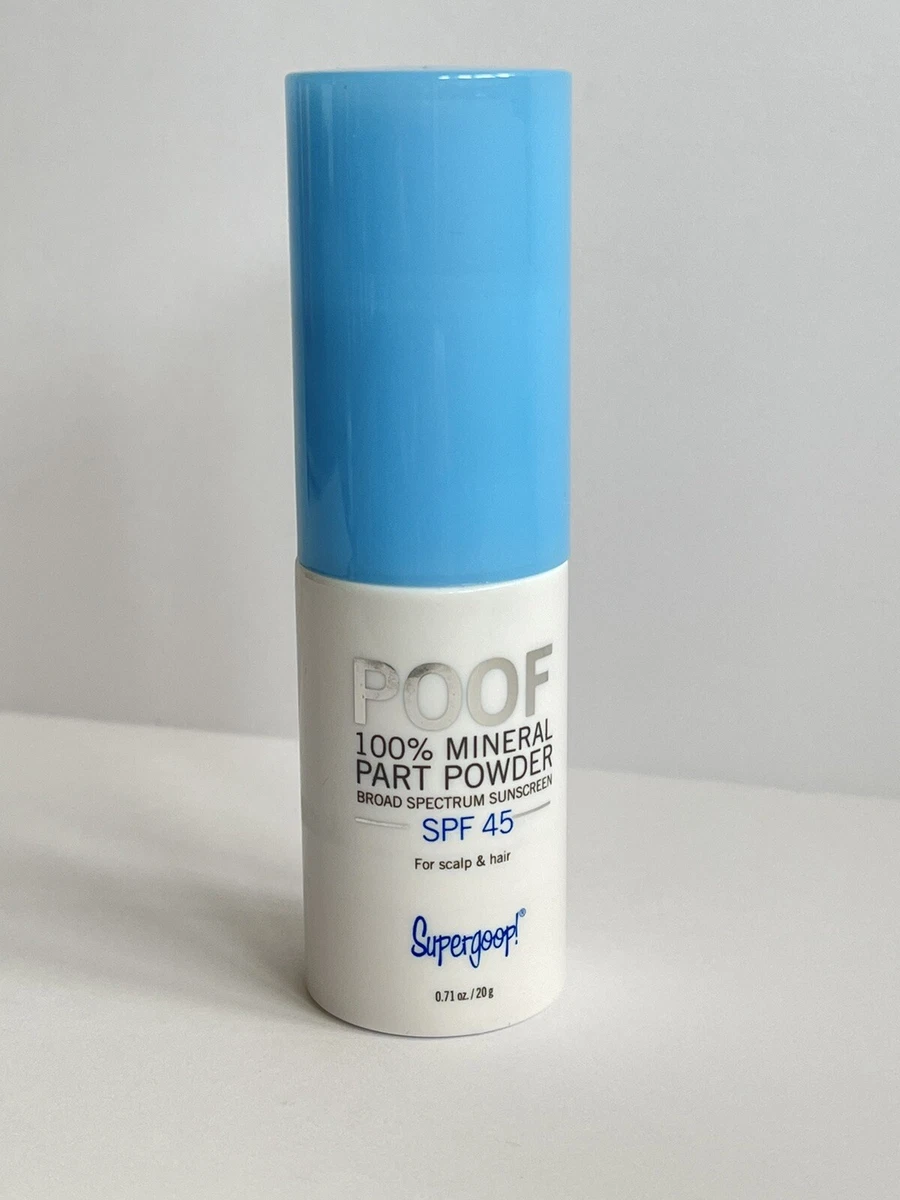 POOF
100% MINERAL
PART POWDER
BROAD SPECTRUM SUNSCREEN
SPF 45
For scalp & hair
Supergoop!®
0.71 oz. / 20 g